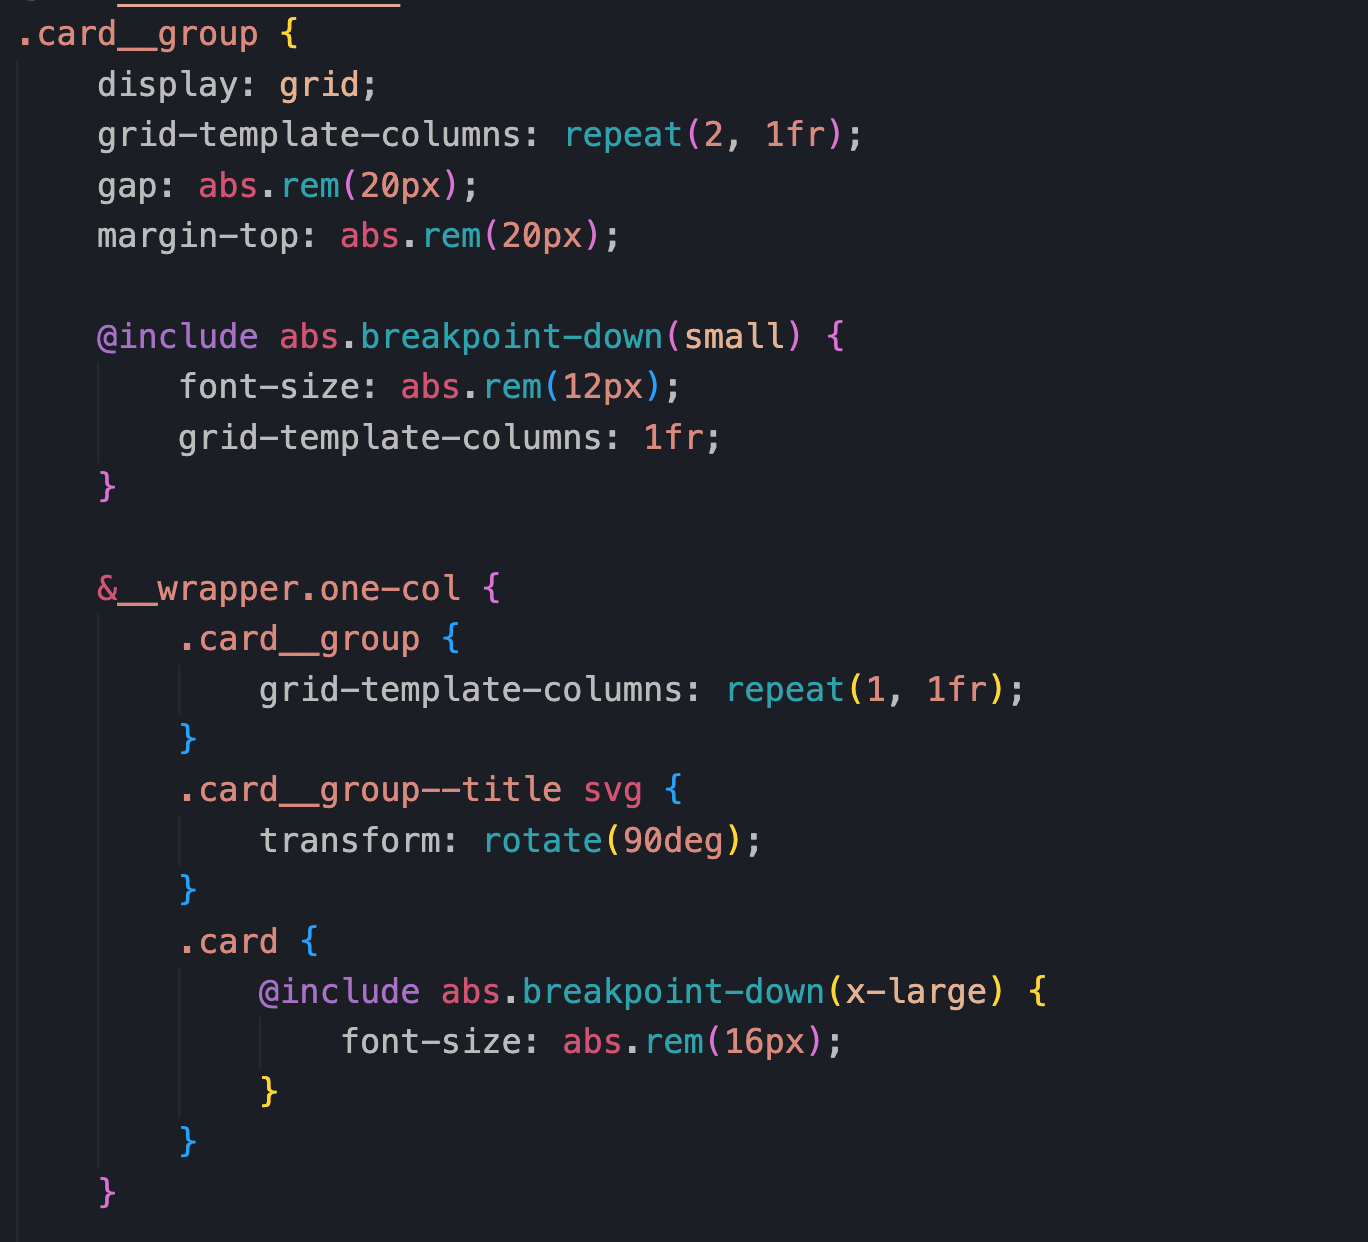 .card__group {
    display: grid;
    grid-template-columns: repeat(2, 1fr);
    gap: abs.rem(20px);
    margin-top: abs.rem(20px);

    @include abs.breakpoint-down(small) {
        font-size: abs.rem(12px);
        grid-template-columns: 1fr;
    }

    &__wrapper.one-col {
        .card__group {
            grid-template-columns: repeat(1, 1fr);
        }
        .card__group--title svg {
            transform: rotate(90deg);
        }
        .card {
            @include abs.breakpoint-down(x-large) {
                font-size: abs.rem(16px);
            }
        }
    }